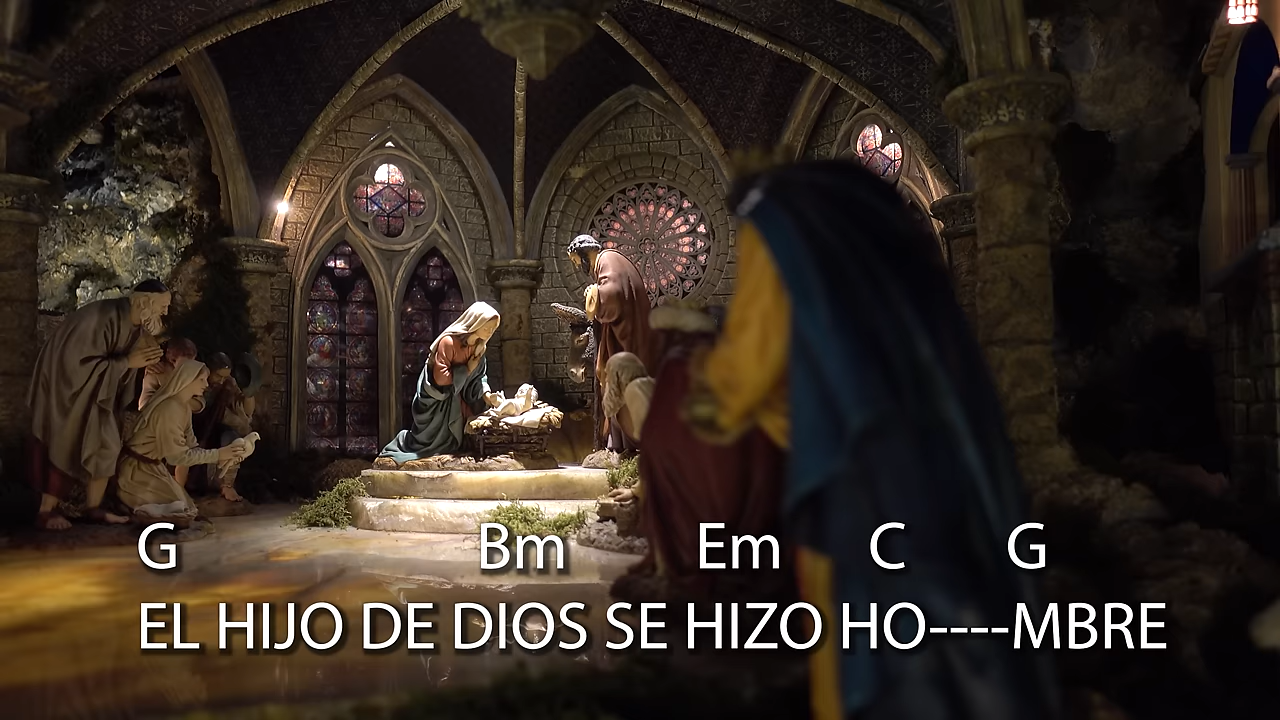 G Bm Em C G
EL HIJO DE DIOS SE HIZO HO----MBRE